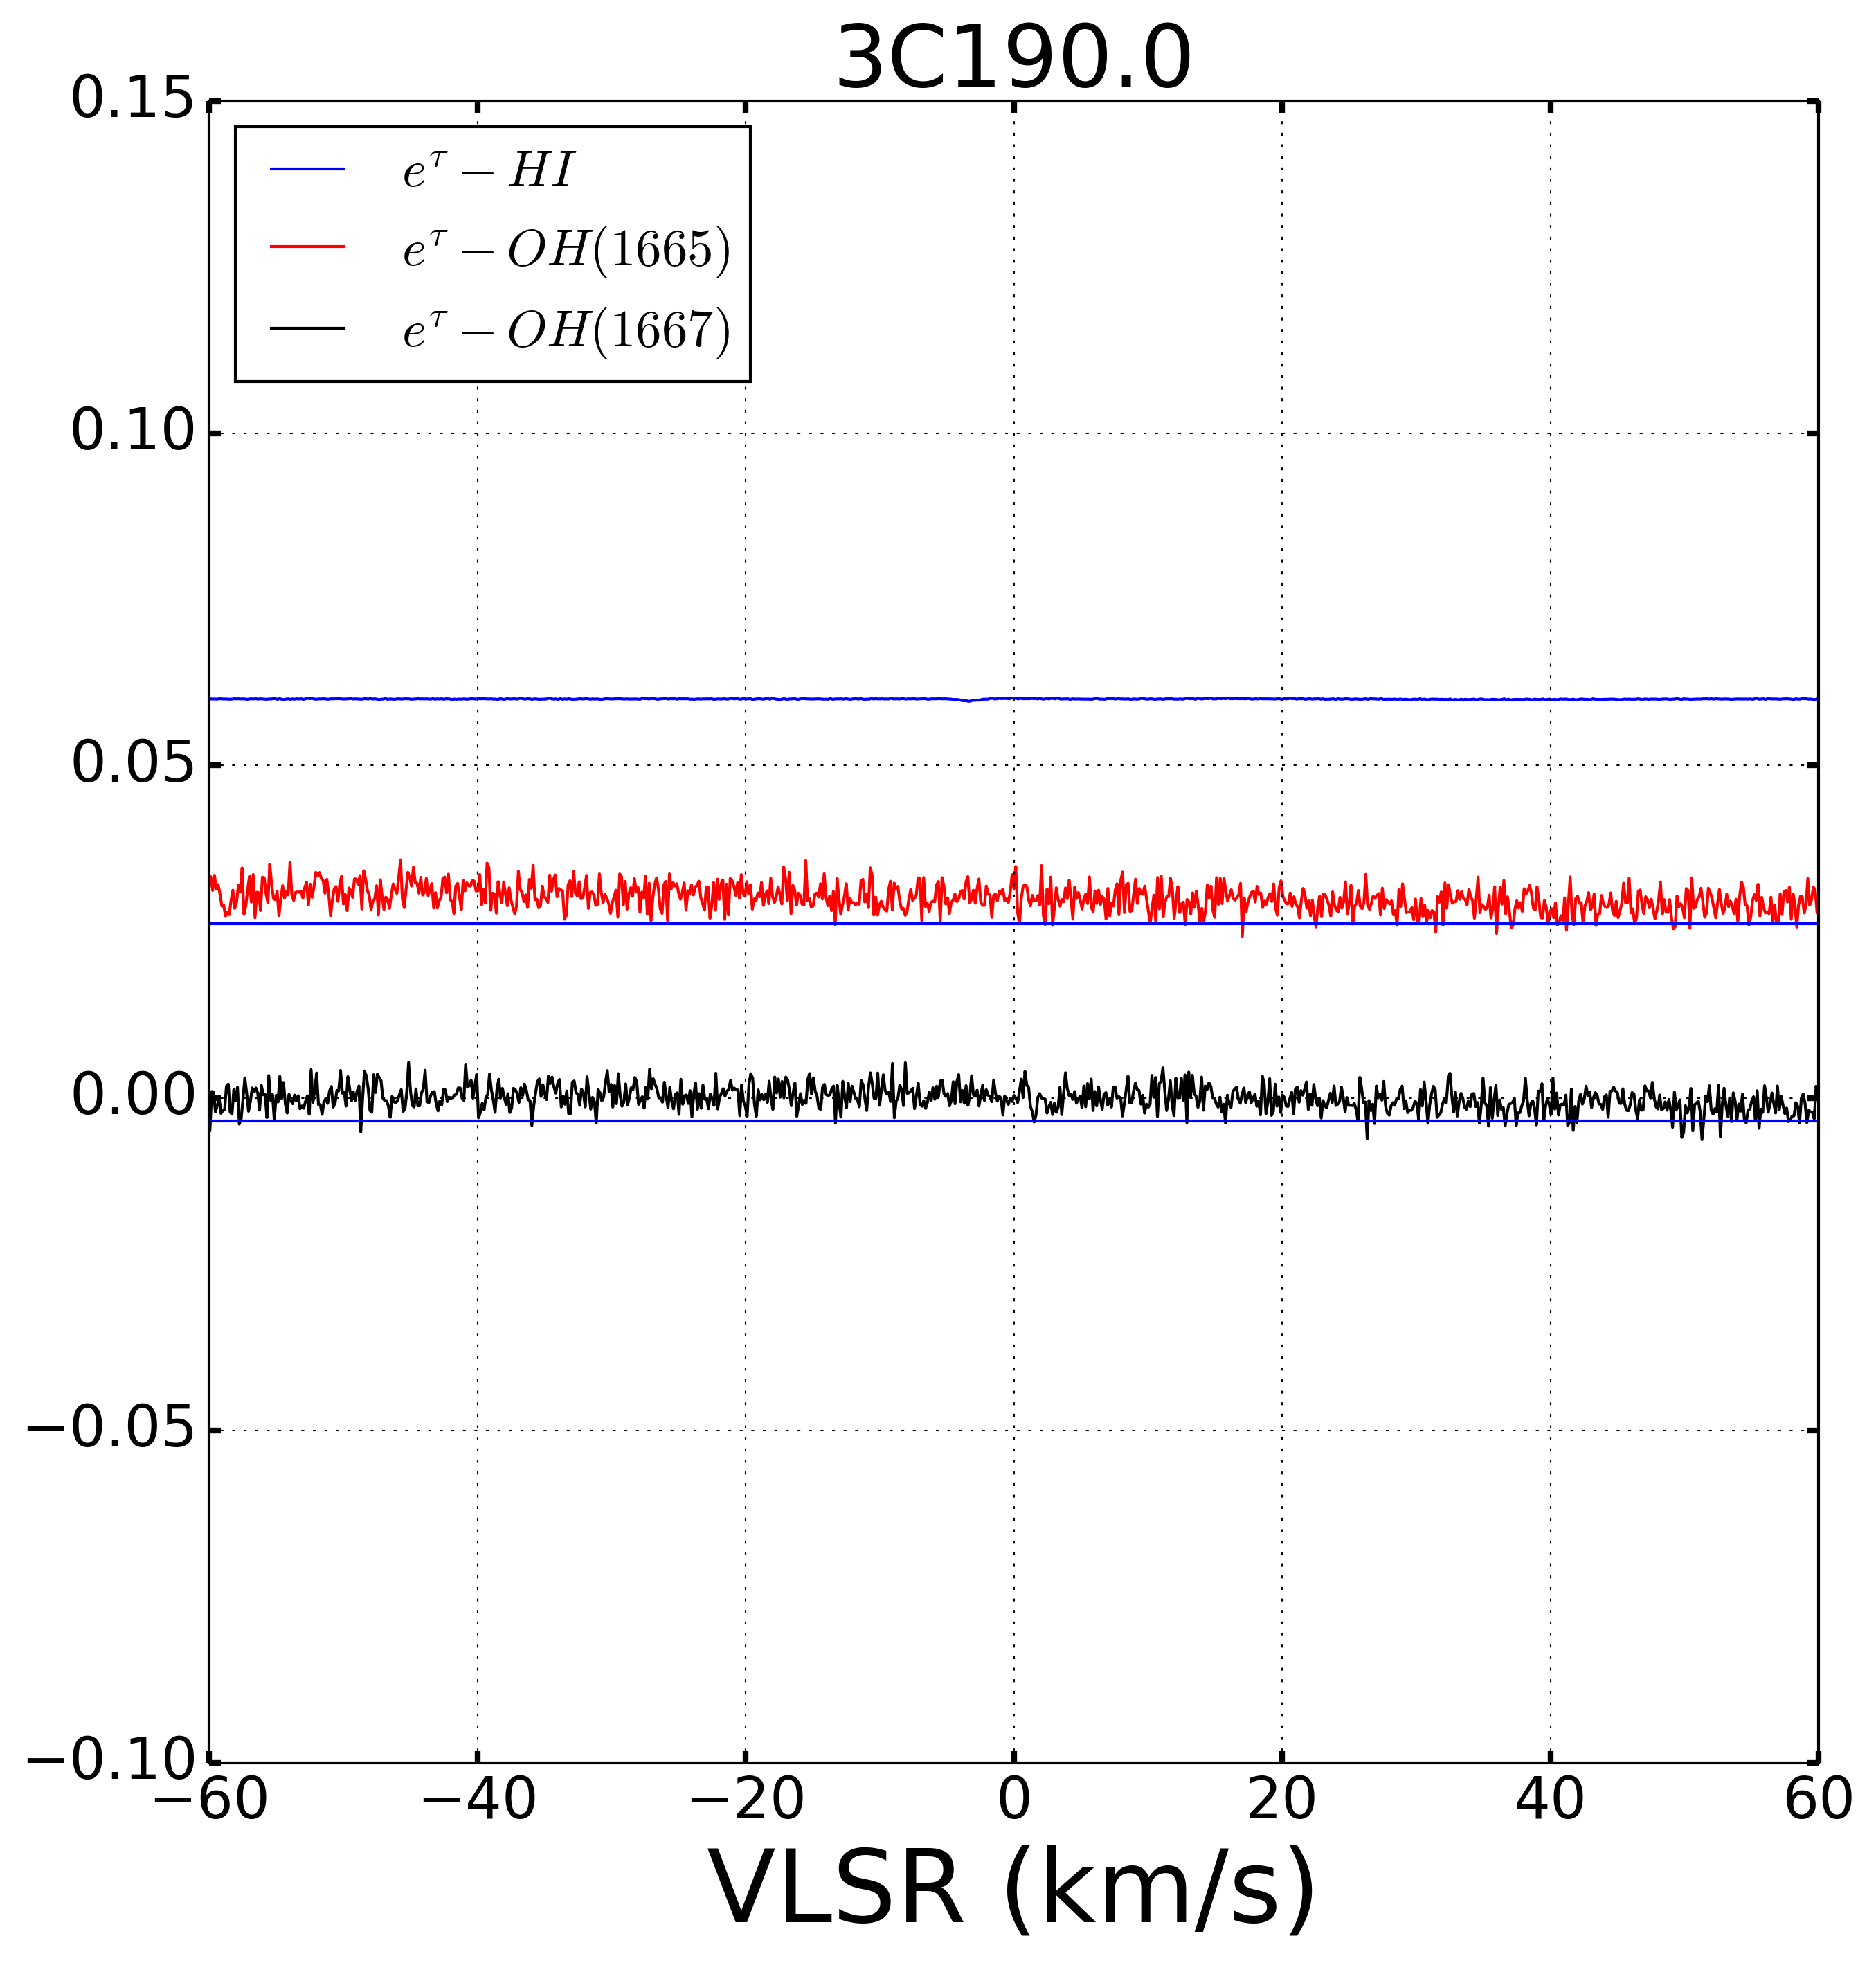 3C190.0
0.15
0.10
0.05
0.00
−0.05
−0.10
e^τ − HI
e^τ − OH(1665)
e^τ − OH(1667)
−60 −40 −20 0 20 40 60
VLSR (km/s)